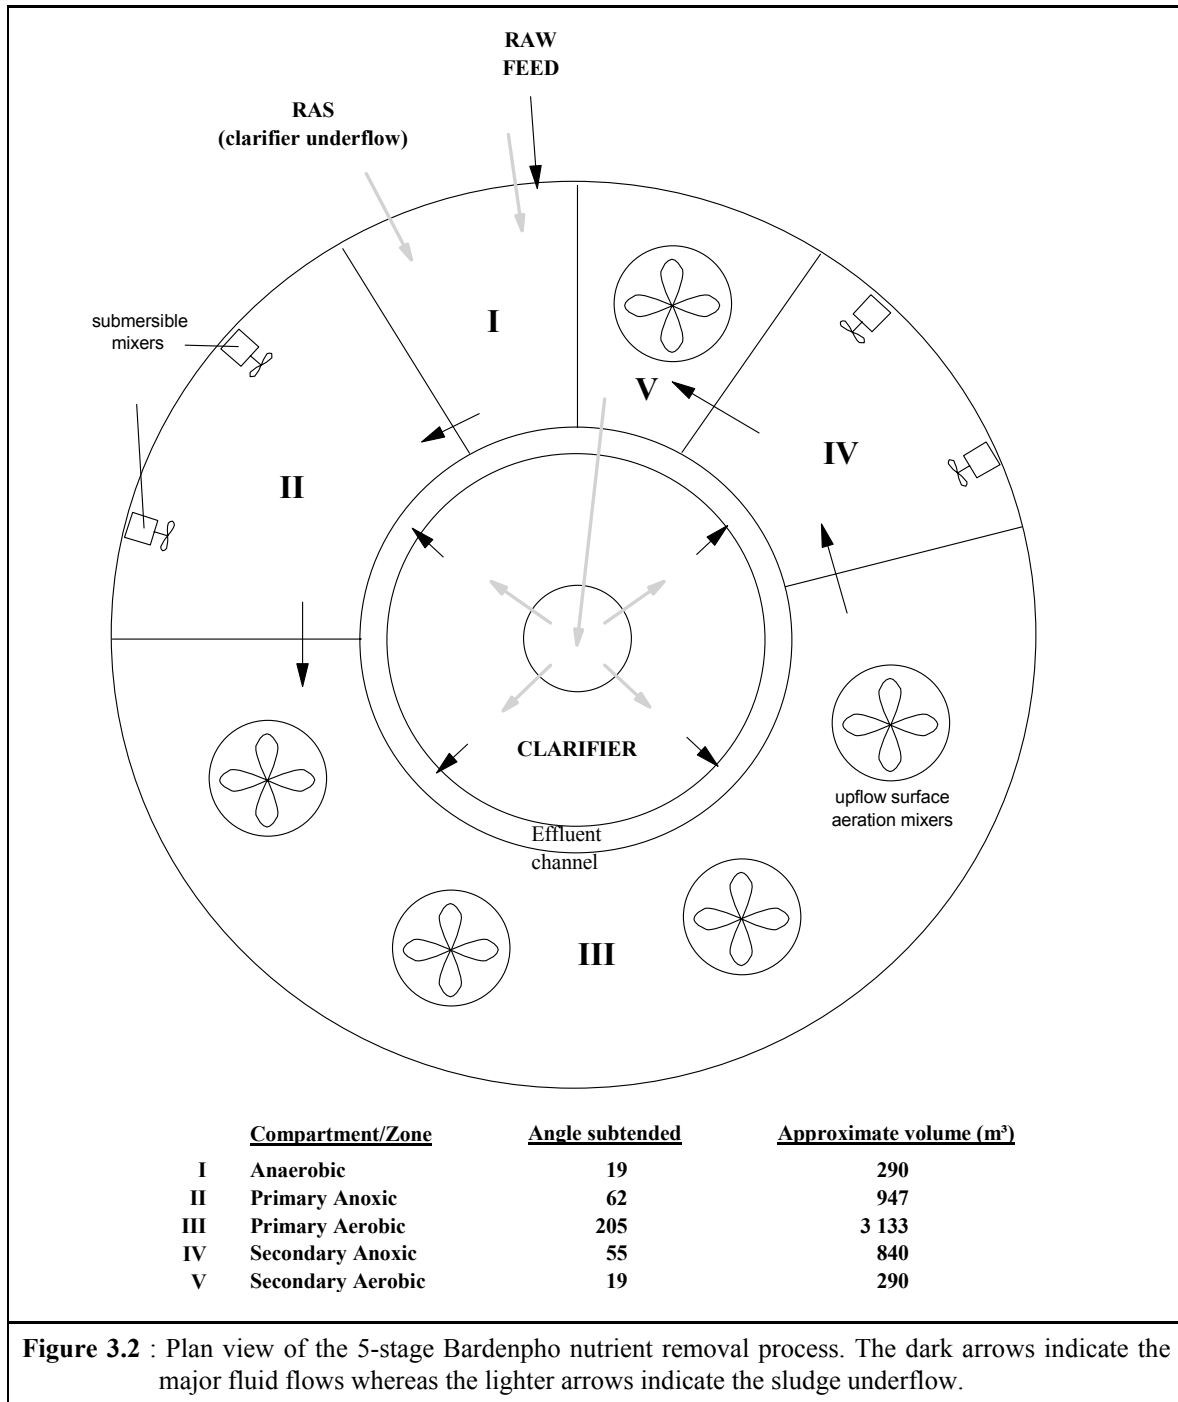 RAW
FEED
RAS
(clarifier underflow)
submersible
mixers
I
II
V
IV
CLARIFIER
upflow surface
aeration mixers
Effluent
channel
III
Compartment/Zone Angle subtended Approximate volume (m³)
I Anaerobic 19 290
II Primary Anoxic 62 947
III Primary Aerobic 205 3 133
IV Secondary Anoxic 55 840
V Secondary Aerobic 19 290
Figure 3.2 : Plan view of the 5-stage Bardenpho nutrient removal process. The dark arrows indicate the
major fluid flows whereas the lighter arrows indicate the sludge underflow.